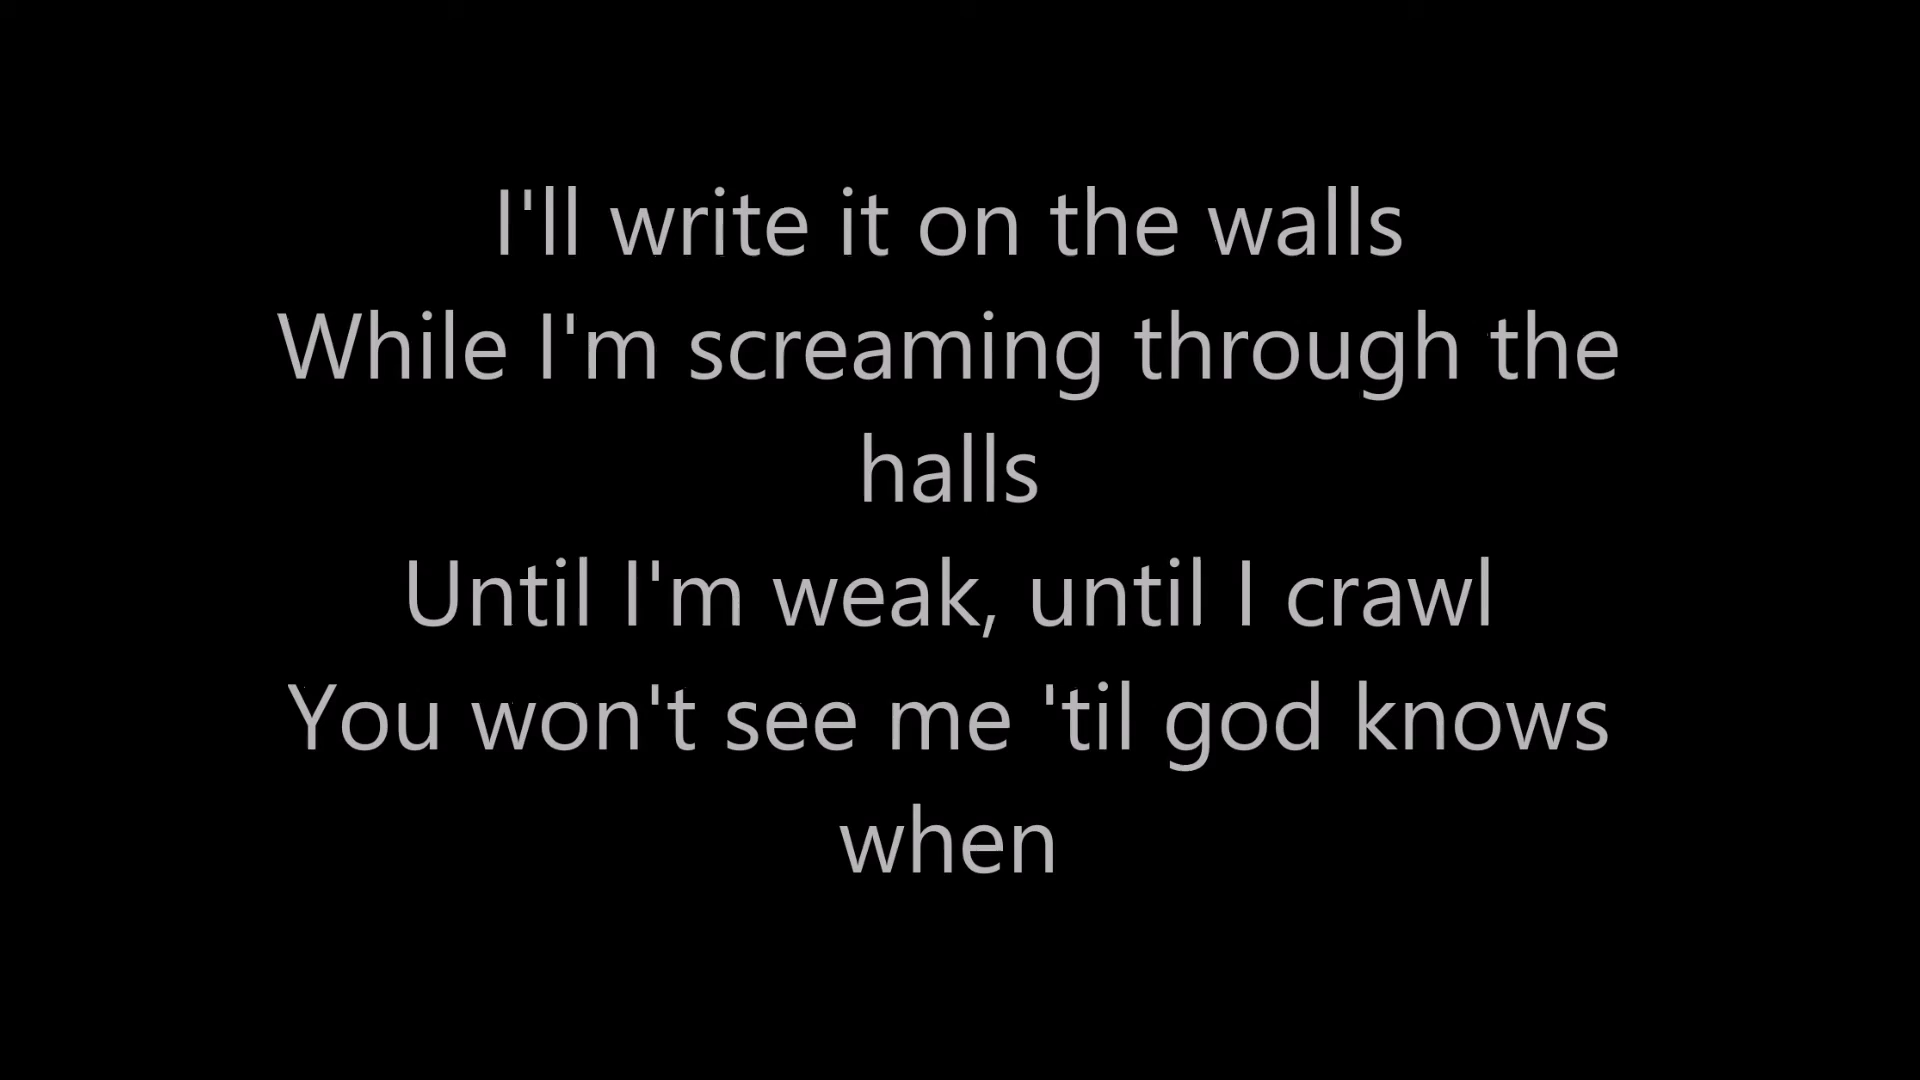 I'll write it on the walls
While I'm screaming through the
halls
Until I'm weak, until I crawl
You won't see me 'til god knows
when